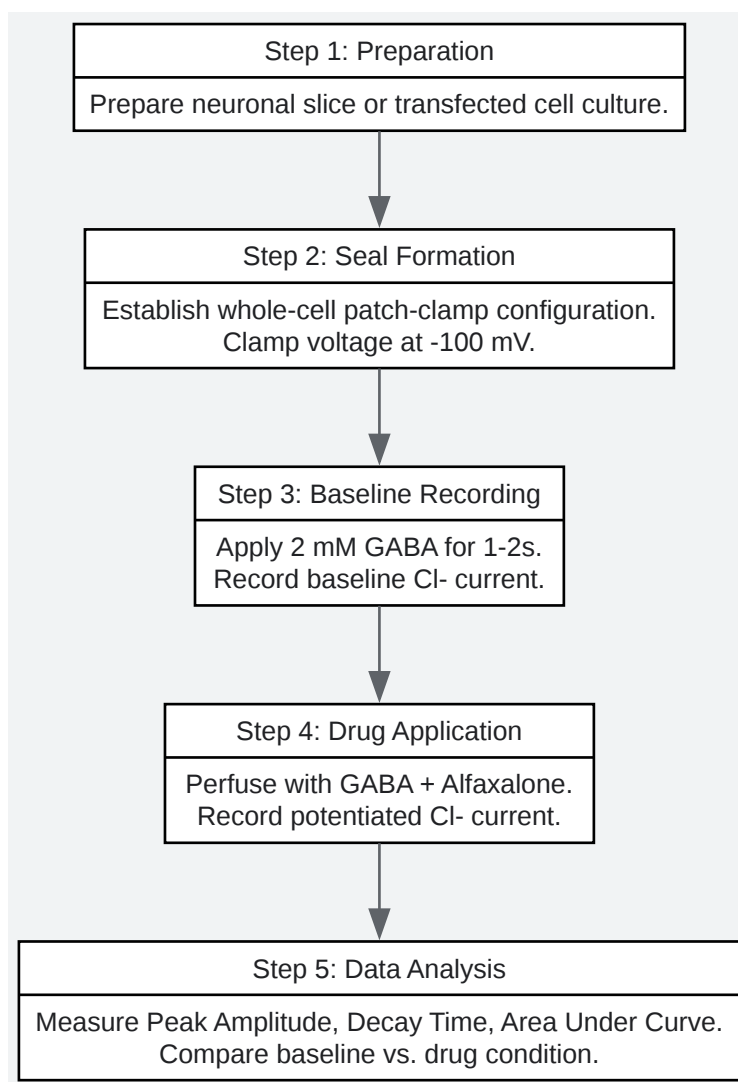 Step 1: Preparation
Prepare neuronal slice or transfected cell culture.
Step 2: Seal Formation
Establish whole-cell patch-clamp configuration.
Clamp voltage at -100 mV.
Step 3: Baseline Recording
Apply 2 mM GABA for 1-2s.
Record baseline Cl- current.
Step 4: Drug Application
Perfuse with GABA + Alfaxalone.
Record potentiated Cl- current.
Step 5: Data Analysis
Measure Peak Amplitude, Decay Time, Area Under Curve.
Compare baseline vs. drug condition.